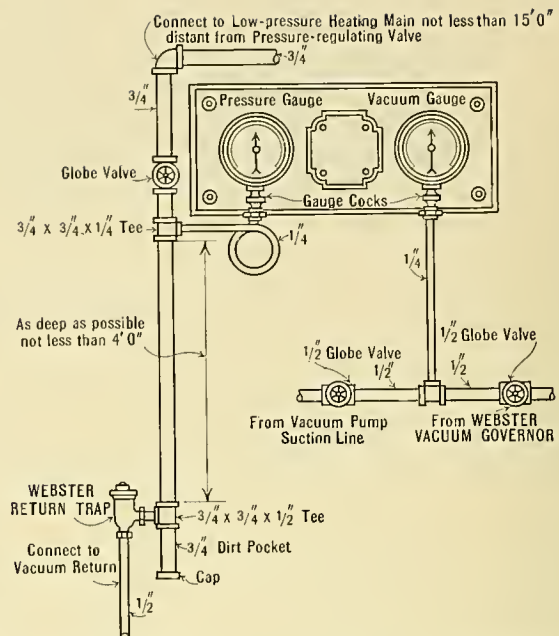 Connect to Low-pressure Heating Main not less than 15'0"
distant from Pressure-regulating Valve
3/4"
3/4"
Pressure Gauge
Vacuum Gauge
Globe Valve
Gauge Cocks
3/4" x 3/4" x 1/4" Tee
1/4"
1/4"
As deep as possible
not less than 4'0"
1/2" Globe Valve
1/2" Globe Valve
1/2"
1/2"
From Vacuum Pump
Suction Line
From WEBSTER
VACUUM GOVERNOR
WEBSTER
RETURN TRAP
3/4" x 3/4" x 1/2" Tee
3/4" Dirt Pocket
Connect to
Vacuum Return
Cap
1/2"